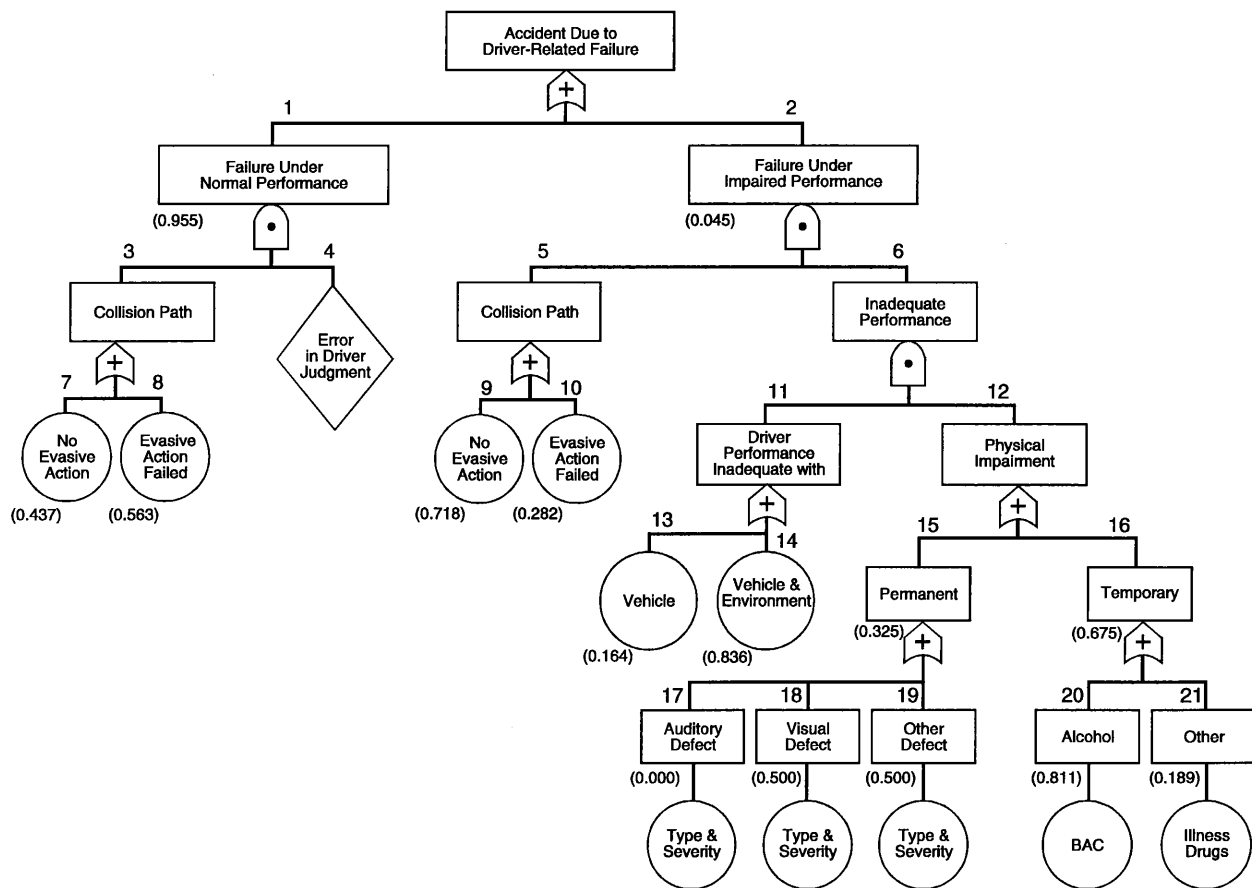 Accident Due to
Driver-Related Failure
+
1
2
Failure Under
Normal Performance
Failure Under
Impaired Performance
(0.955)
(0.045)
3
4
5
6
Collision Path
Error
in Driver
Judgment
Collision Path
Inadequate
Performance
+
+
7
8
9
10
11
12
No
Evasive
Action
Evasive
Action
Failed
No
Evasive
Action
Evasive
Action
Failed
Driver
Performance
Inadequate with
Physical
Impairment
(0.437)
(0.563)
(0.718)
(0.282)
+
+
13
14
15
16
Vehicle
Vehicle &
Environment
Permanent
Temporary
(0.164)
(0.836)
(0.325)
(0.675)
+
+
17
18
19
20
21
Auditory
Defect
Visual
Defect
Other
Defect
Alcohol
Other
(0.000)
(0.500)
(0.500)
(0.811)
(0.189)
Type &
Severity
Type &
Severity
Type &
Severity
BAC
Illness
Drugs